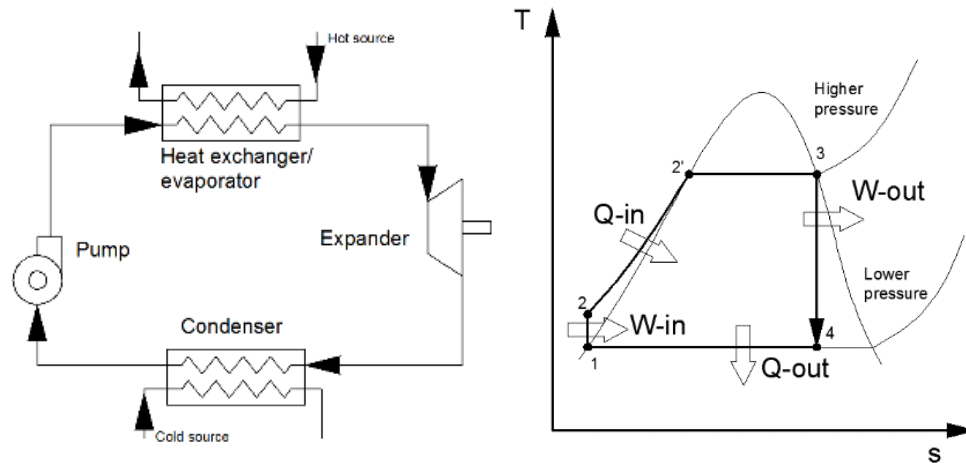 Hot source
Heat exchanger/
evaporator
Pump
Expander
Condenser
Cold source
T
Higher
pressure
2'
3
W-out
Q-in
Lower
pressure
2
W-in
1
4
Q-out
s